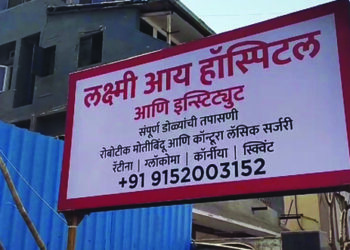 लक्ष्मी आय हॉस्पिटल
आणि इन्स्टिट्युट
संपूर्ण डोळ्यांची तपासणी
रोबोटीक मोतीबिंदू आणि कॉन्टूरा लॅसिक सर्जरी
रॅटीना | ग्लॉकोमा | कॉर्नीया | स्क्विंट
+91 9152003152